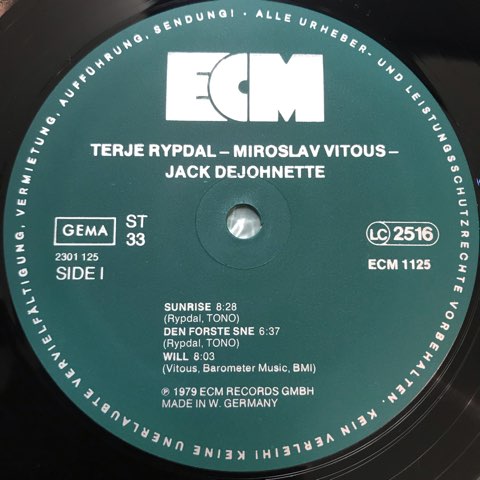 ECM
TERJE RYPDAL – MIROSLAV VITOUS –
JACK DEJOHNETTE
GEMA
ST
33
2301 125
SIDE I
LC 2516
ECM 1125
SUNRISE 8:28
(Rypdal, TONO)
DEN FORSTE SNE 6:37
(Rypdal, TONO)
WILL 8:03
(Vitous, Barometer Music, BMI)
℗ 1979 ECM RECORDS GMBH
MADE IN W. GERMANY
ALLE URHEBER- UND LEISTUNGSSCHUTZRECHTE VORBEHALTEN. KEIN VERLEIH! KEINE UNERLAUBTE VERVIELFÄLTIGUNG, VERMIETUNG, AUFFÜHRUNG, SENDUNG! ·